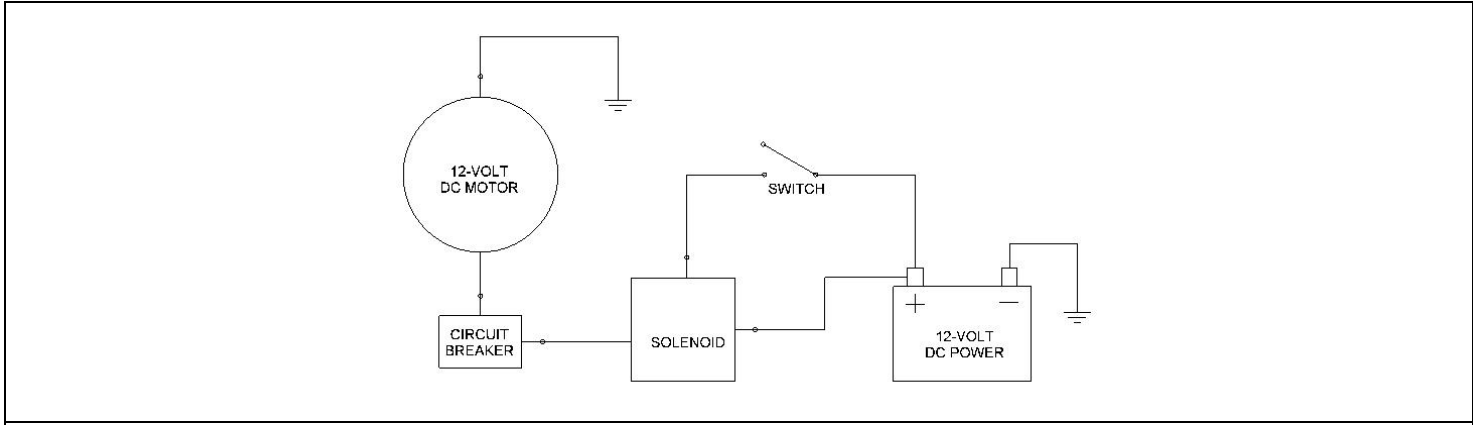 12-VOLT
DC MOTOR
SWITCH
CIRCUIT
BREAKER
SOLENOID
+
—
12-VOLT
DC POWER